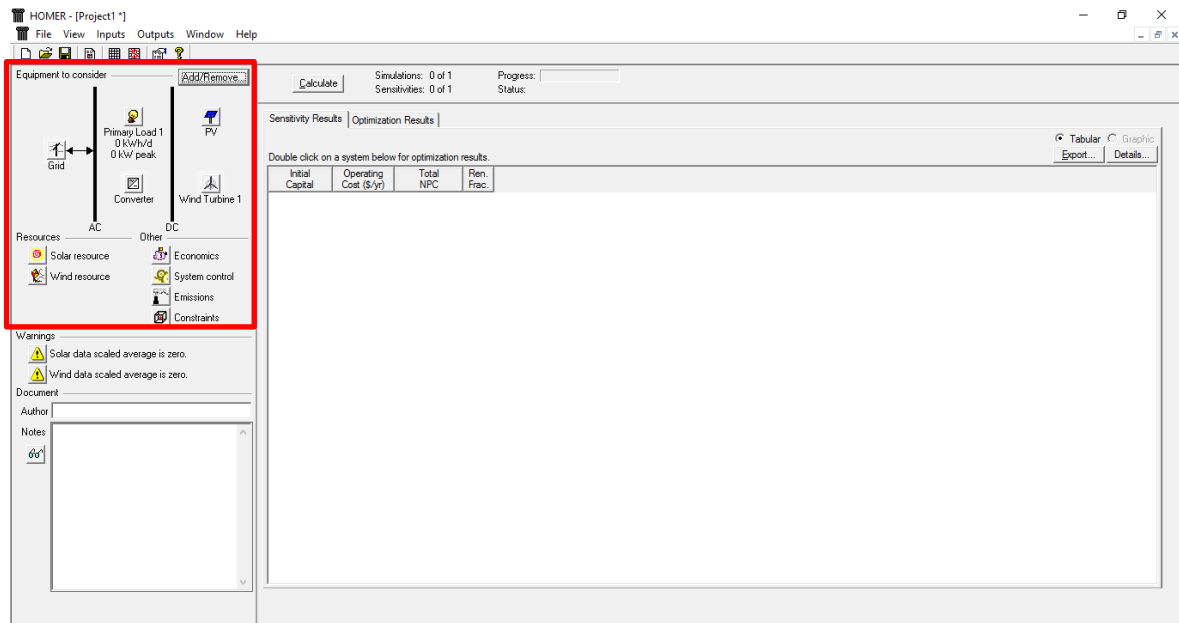 HOMER - [Project1 *]
File View Inputs Outputs Window Help
Equipment to consider
Add/Remove...
Primary Load 1
0 kWh/d
0 kW peak
PV
Grid
Converter
Wind Turbine 1
AC
DC
Resources
Other
Solar resource
Economics
Wind resource
System control
Emissions
Constraints
Warnings
Solar data scaled average is zero.
Wind data scaled average is zero.
Document
Author
Notes
Calculate
Simulations: 0 of 1
Progress:
Sensitivities: 0 of 1
Status:
Sensitivity Results
Optimization Results
Tabular
Graphic
Double click on a system below for optimization results.
Export...
Details...
Initial Capital
Operating Cost ($/yr)
Total NPC
Ren. Frac.